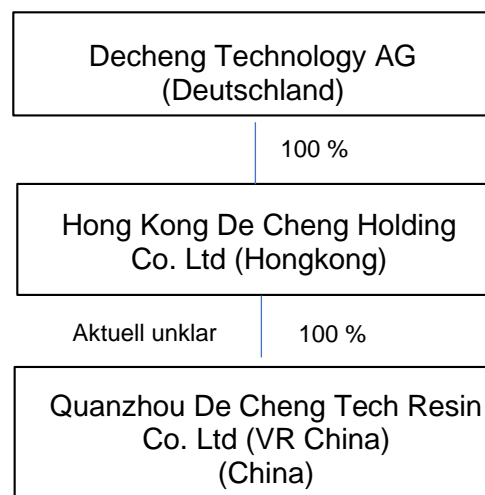 Decheng Technology AG
(Deutschland)
100 %
Hong Kong De Cheng Holding
Co. Ltd (Hongkong)
Aktuell unklar 100 %
Quanzhou De Cheng Tech Resin
Co. Ltd (VR China)
(China)